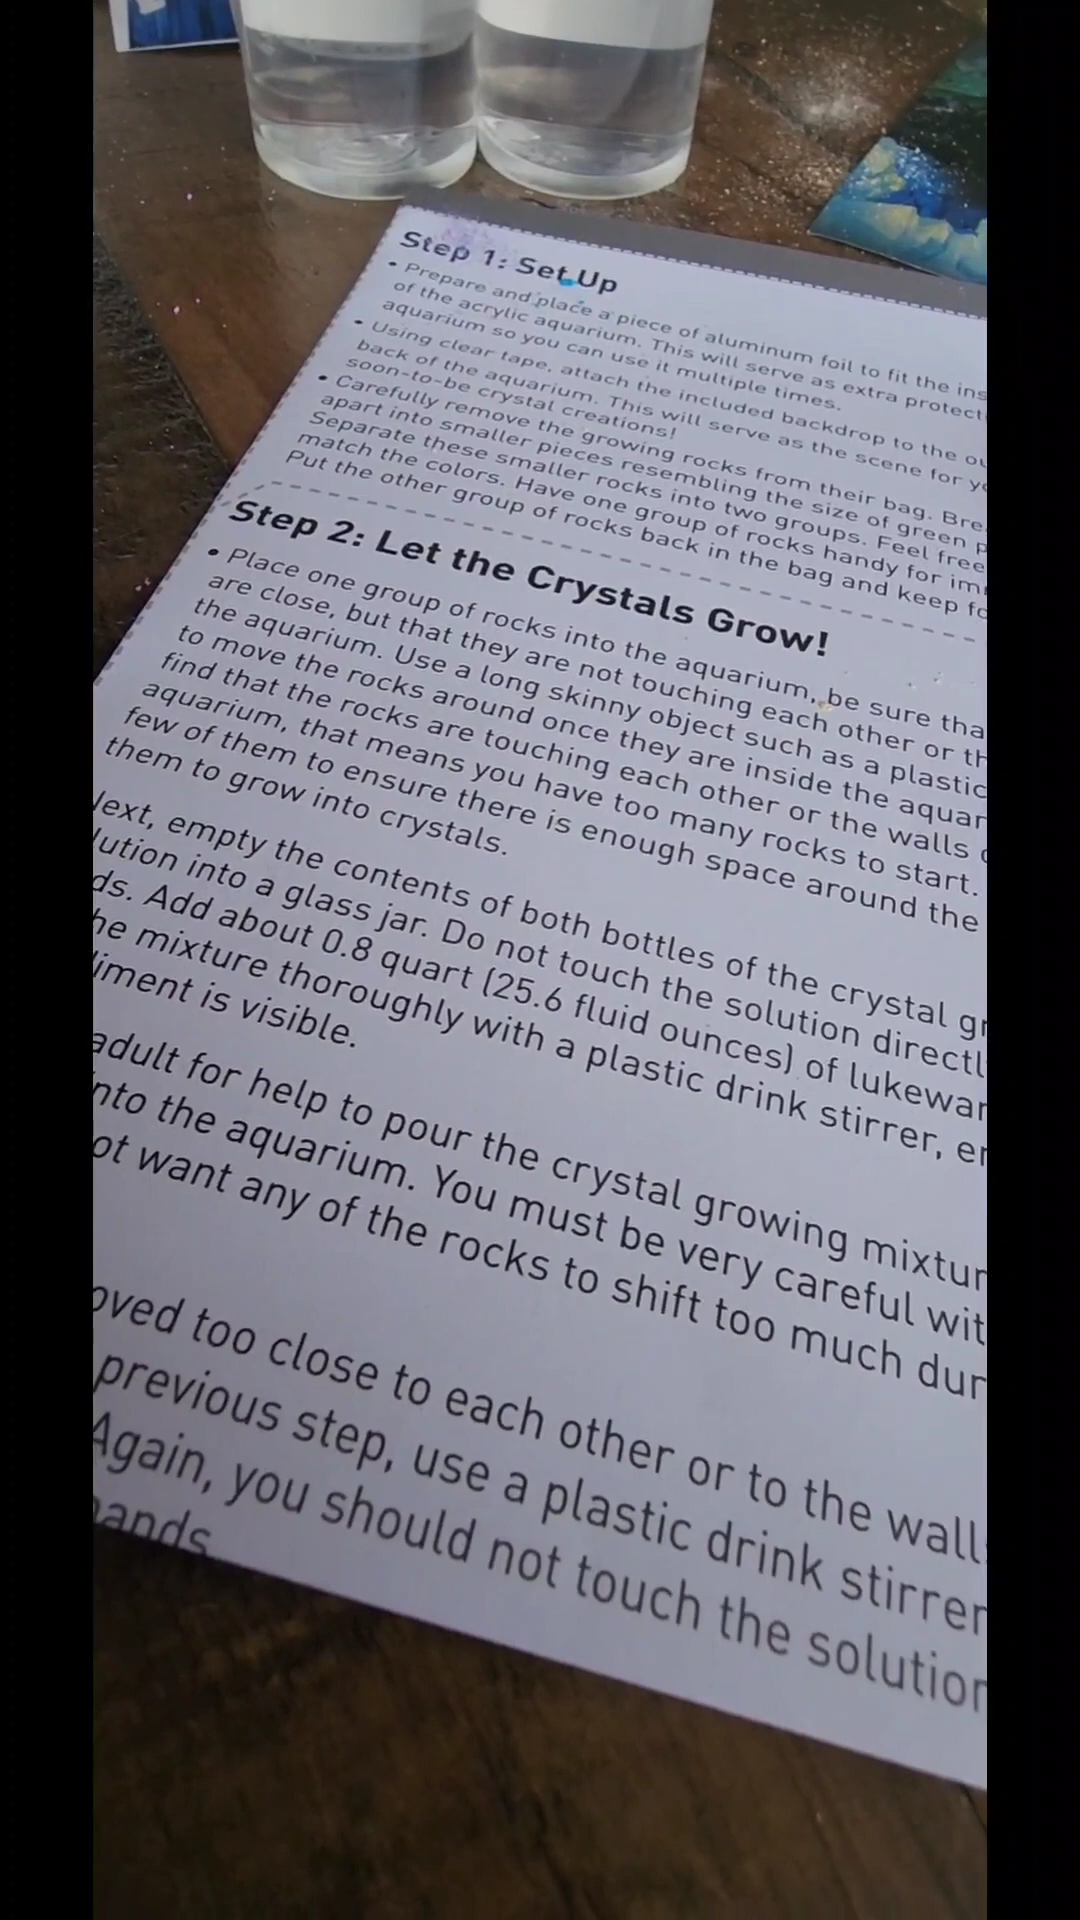 Step 1: Set Up
• Prepare and place a piece of aluminum foil to fit the ins
of the acrylic aquarium. This will serve as extra protect
aquarium so you can use it multiple times.
• Using clear tape, attach the included backdrop to the ou
back of the aquarium. This will serve as the scene for yo
soon-to-be crystal creations!
• Carefully remove the growing rocks from their bag. Bre
apart into smaller pieces resembling the size of green p
Separate these smaller rocks into two groups. Feel free
match the colors. Have one group of rocks handy for im
Put the other group of rocks back in the bag and keep fo
Step 2: Let the Crystals Grow!
• Place one group of rocks into the aquarium, be sure tha
are close, but that they are not touching each other or th
the aquarium. Use a long skinny object such as a plastic
to move the rocks around once they are inside the aquar
find that the rocks are touching each other or the walls o
aquarium, that means you have too many rocks to start.
few of them to ensure there is enough space around the
them to grow into crystals.
Next, empty the contents of both bottles of the crystal gr
lution into a glass jar. Do not touch the solution directl
ds. Add about 0.8 quart (25.6 fluid ounces) of lukewar
he mixture thoroughly with a plastic drink stirrer, en
diment is visible.
adult for help to pour the crystal growing mixtur
nto the aquarium. You must be very careful wit
ot want any of the rocks to shift too much dur
oved too close to each other or to the wall
previous step, use a plastic drink stirrer
Again, you should not touch the solution
hands.